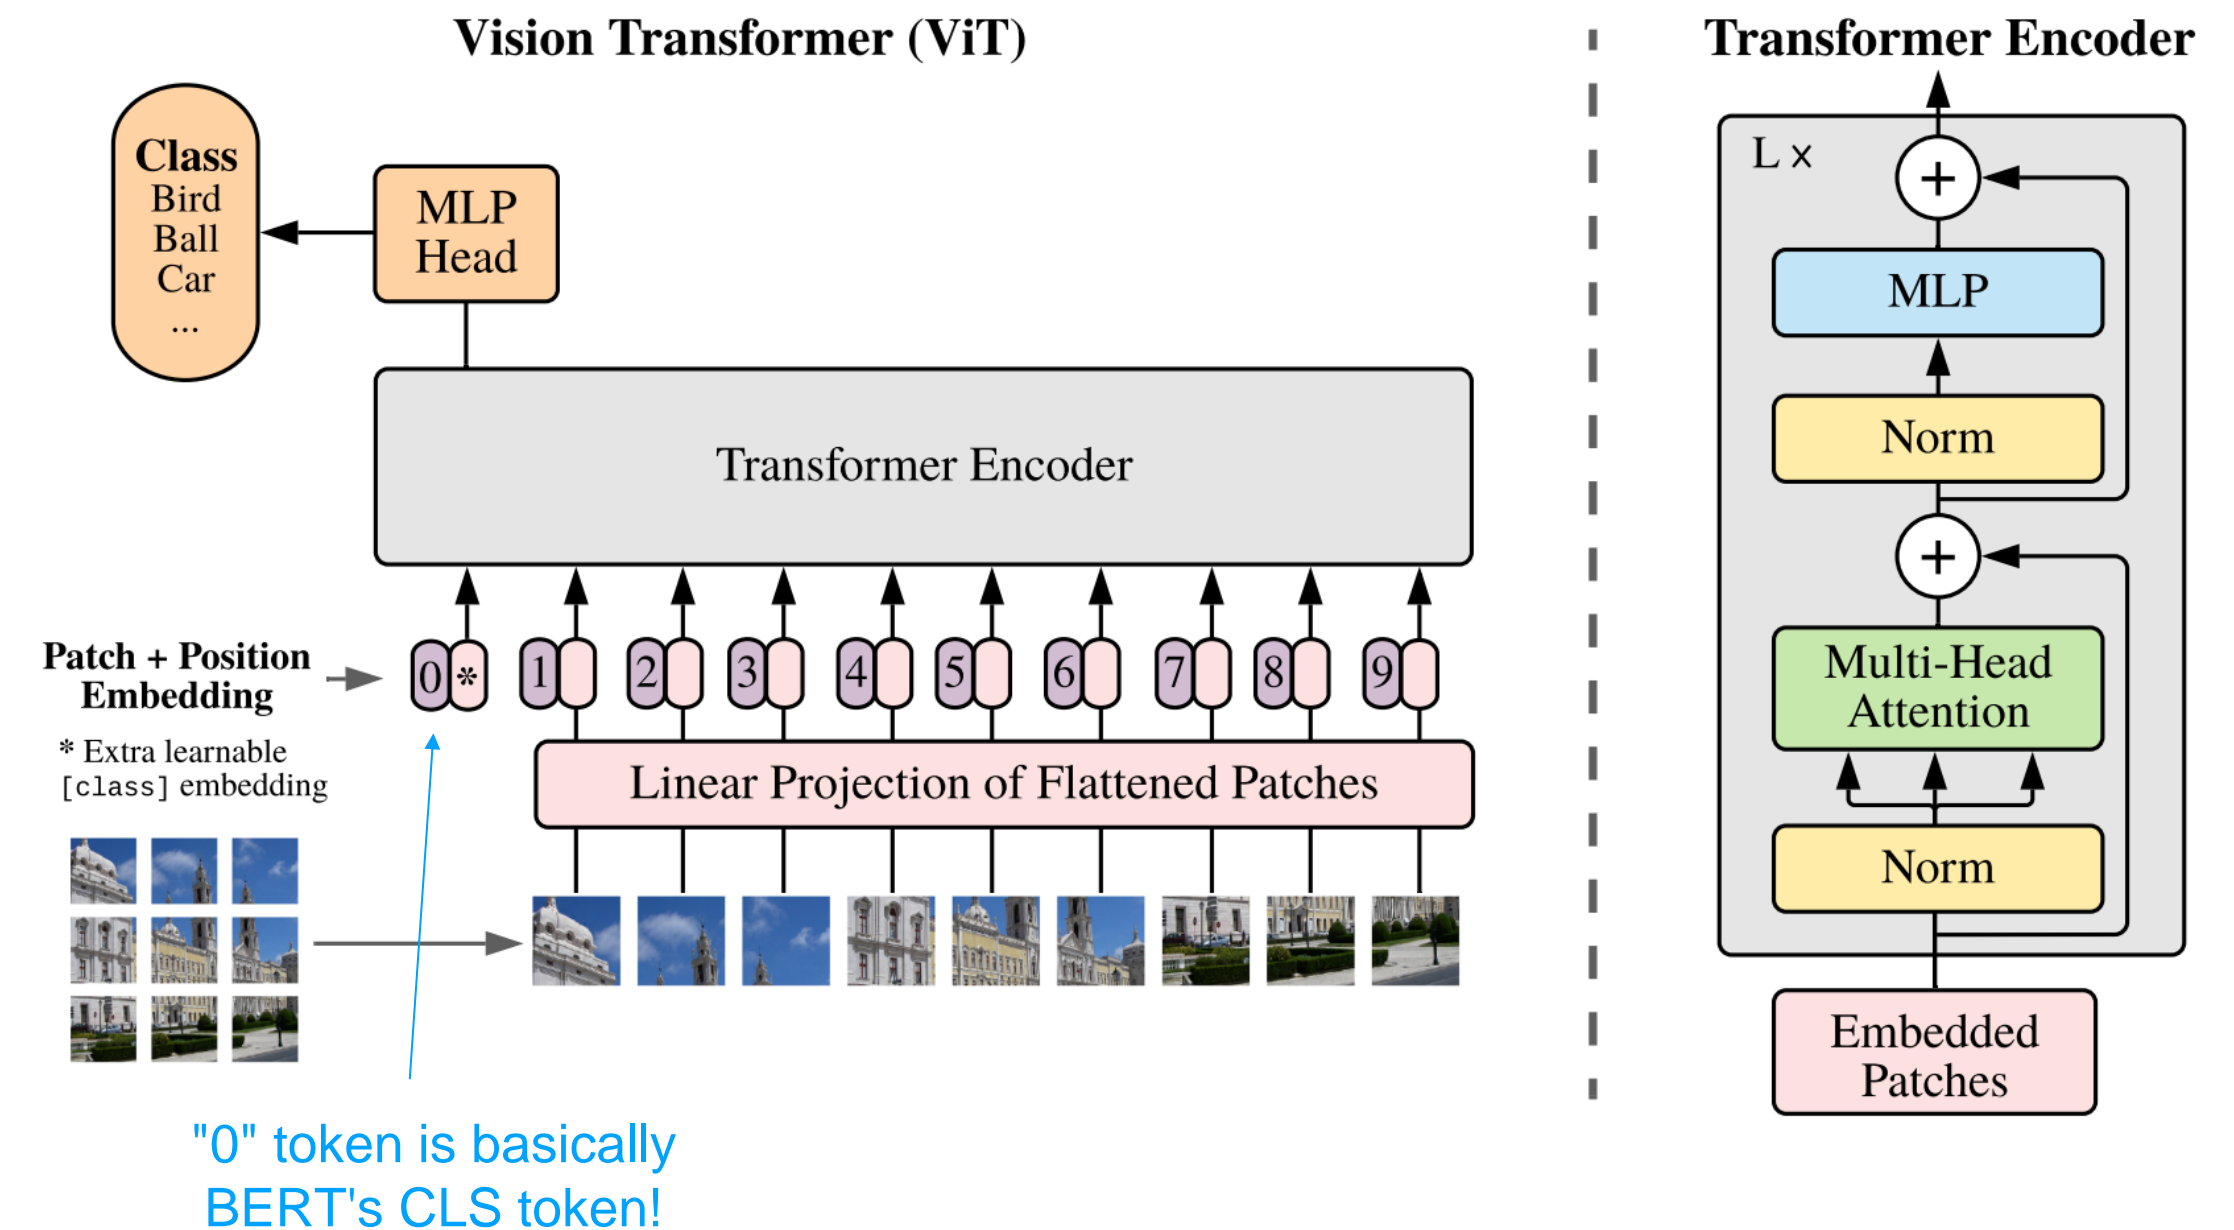 Vision Transformer (ViT)
Class
Bird
Ball
Car
...
MLP
Head
Transformer Encoder
Patch + Position
Embedding
* Extra learnable
[class] embedding
0 * 1 2 3 4 5 6 7 8 9
Linear Projection of Flattened Patches
"0" token is basically
BERT's CLS token!
Transformer Encoder
L ×
+
MLP
Norm
+
Multi-Head
Attention
Norm
Embedded
Patches